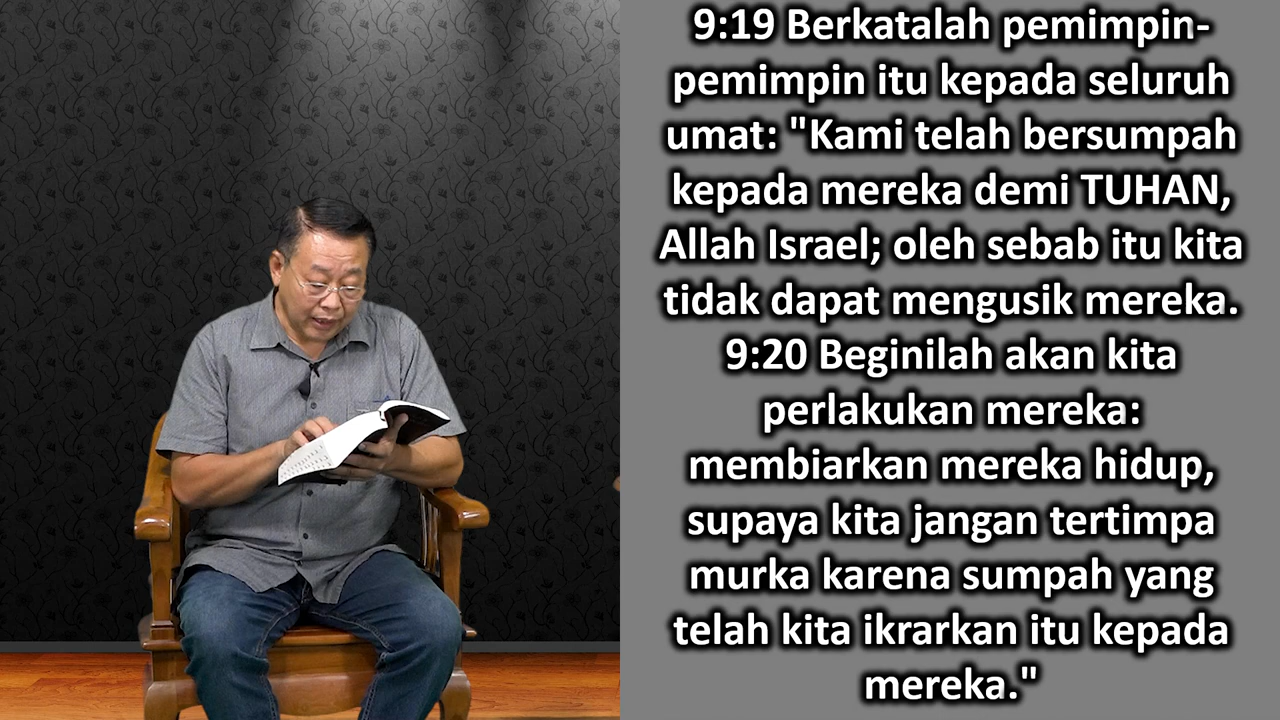 9:19 Berkatalah pemimpin-
pemimpin itu kepada seluruh
umat: "Kami telah bersumpah
kepada mereka demi TUHAN,
Allah Israel; oleh sebab itu kita
tidak dapat mengusik mereka.
9:20 Beginilah akan kita
perlakukan mereka:
membiarkan mereka hidup,
supaya kita jangan tertimpa
murka karena sumpah yang
telah kita ikrarkan itu kepada
mereka."